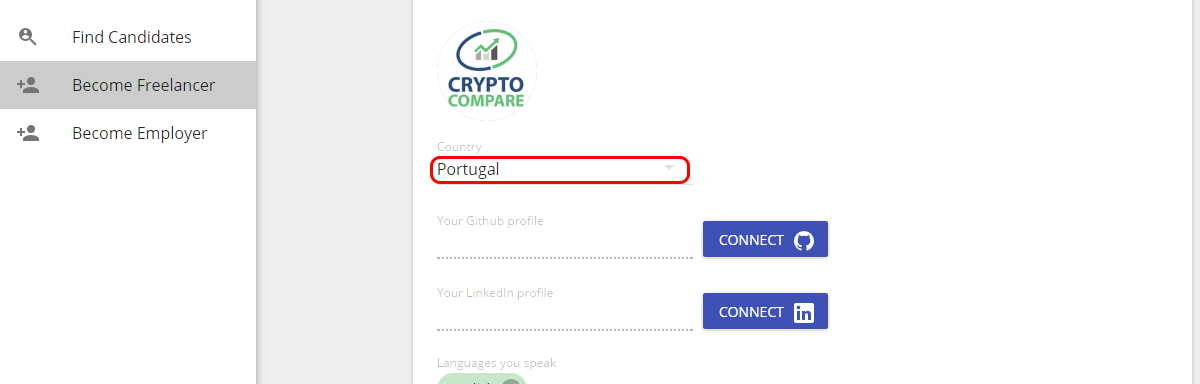 Find Candidates
Become Freelancer
Become Employer
CRYPTO
COMPARE
Country
Portugal
Your Github profile
CONNECT
Your LinkedIn profile
CONNECT in
Languages you speak